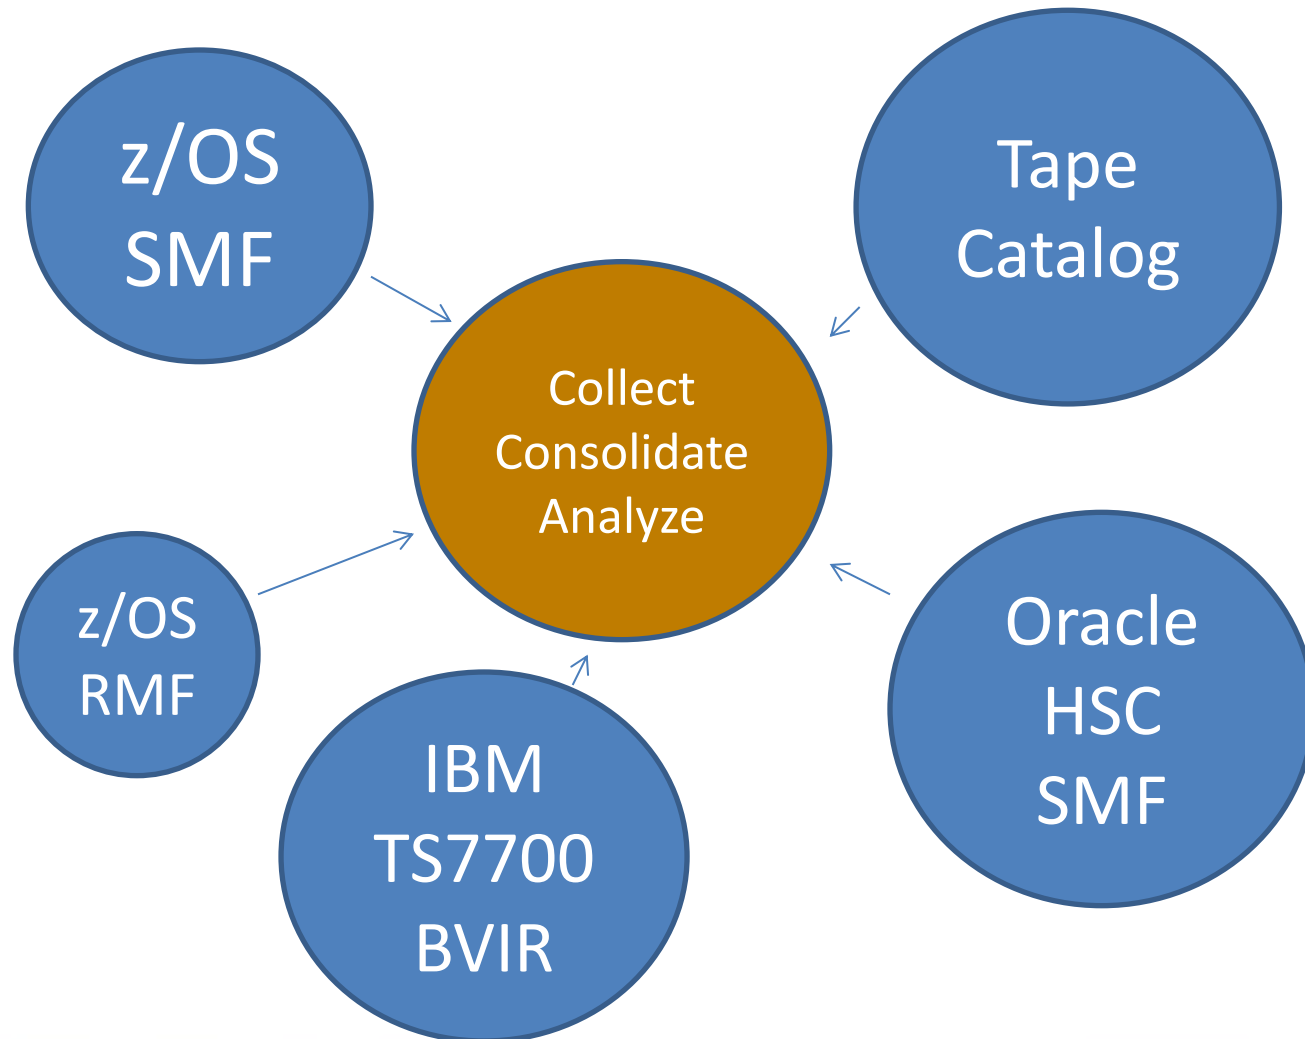 z/OS
SMF
Tape
Catalog
Collect
Consolidate
Analyze
z/OS
RMF
Oracle
HSC
SMF
IBM
TS7700
BVIR